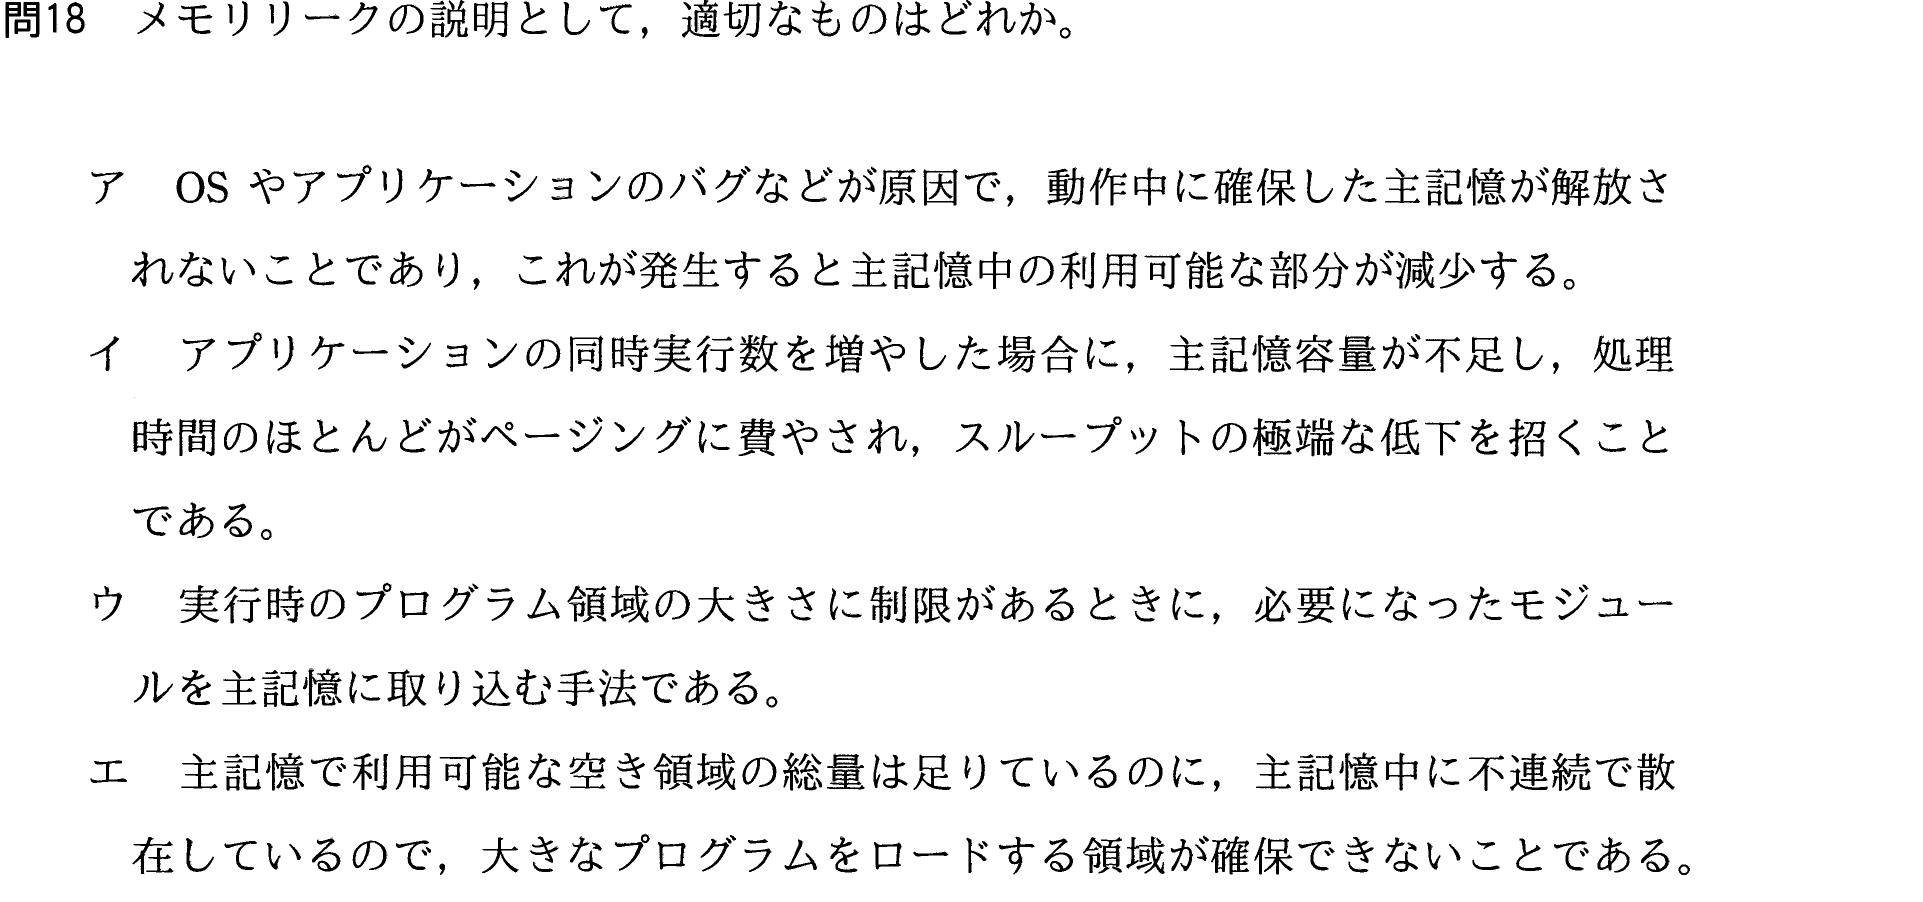 問18 メモリリークの説明として，適切なものはどれか。
ア OS やアプリケーションのバグなどが原因で，動作中に確保した主記憶が解放さ
れないことであり，これが発生すると主記憶中の利用可能な部分が減少する。
イ アプリケーションの同時実行数を増やした場合に，主記憶容量が不足し，処理
時間のほとんどがページングに費やされ，スループットの極端な低下を招くこと
である。
ウ 実行時のプログラム領域の大きさに制限があるときに，必要になったモジュー
ルを主記憶に取り込む手法である。
エ 主記憶で利用可能な空き領域の総量は足りているのに，主記憶中に不連続で散
在しているので，大きなプログラムをロードする領域が確保できないことである。